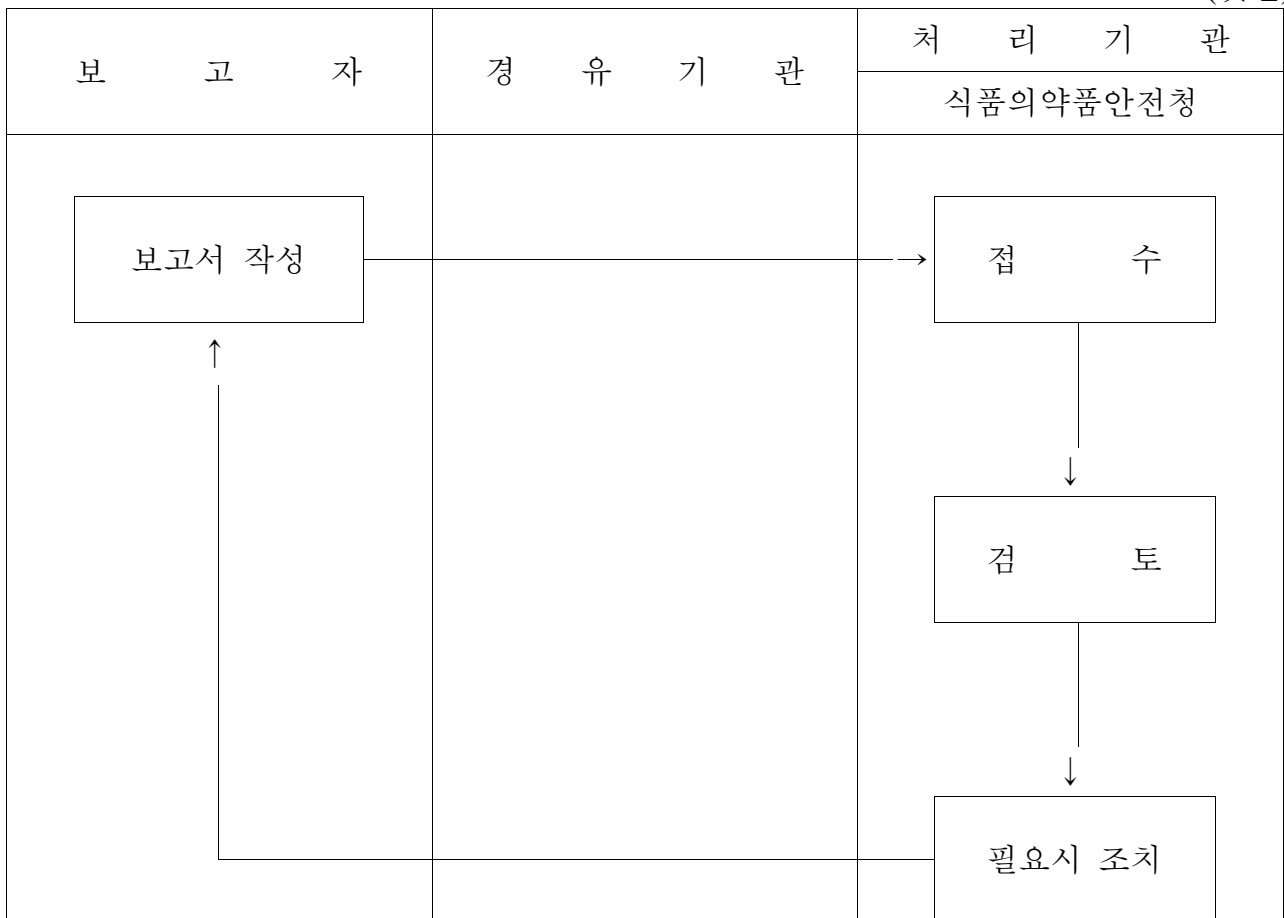 보 고 자
경 유 기 관
처 리 기 관
식품의약품안전청
보고서 작성
→
접 수
↑
↓
검 토
↓
필요시 조치